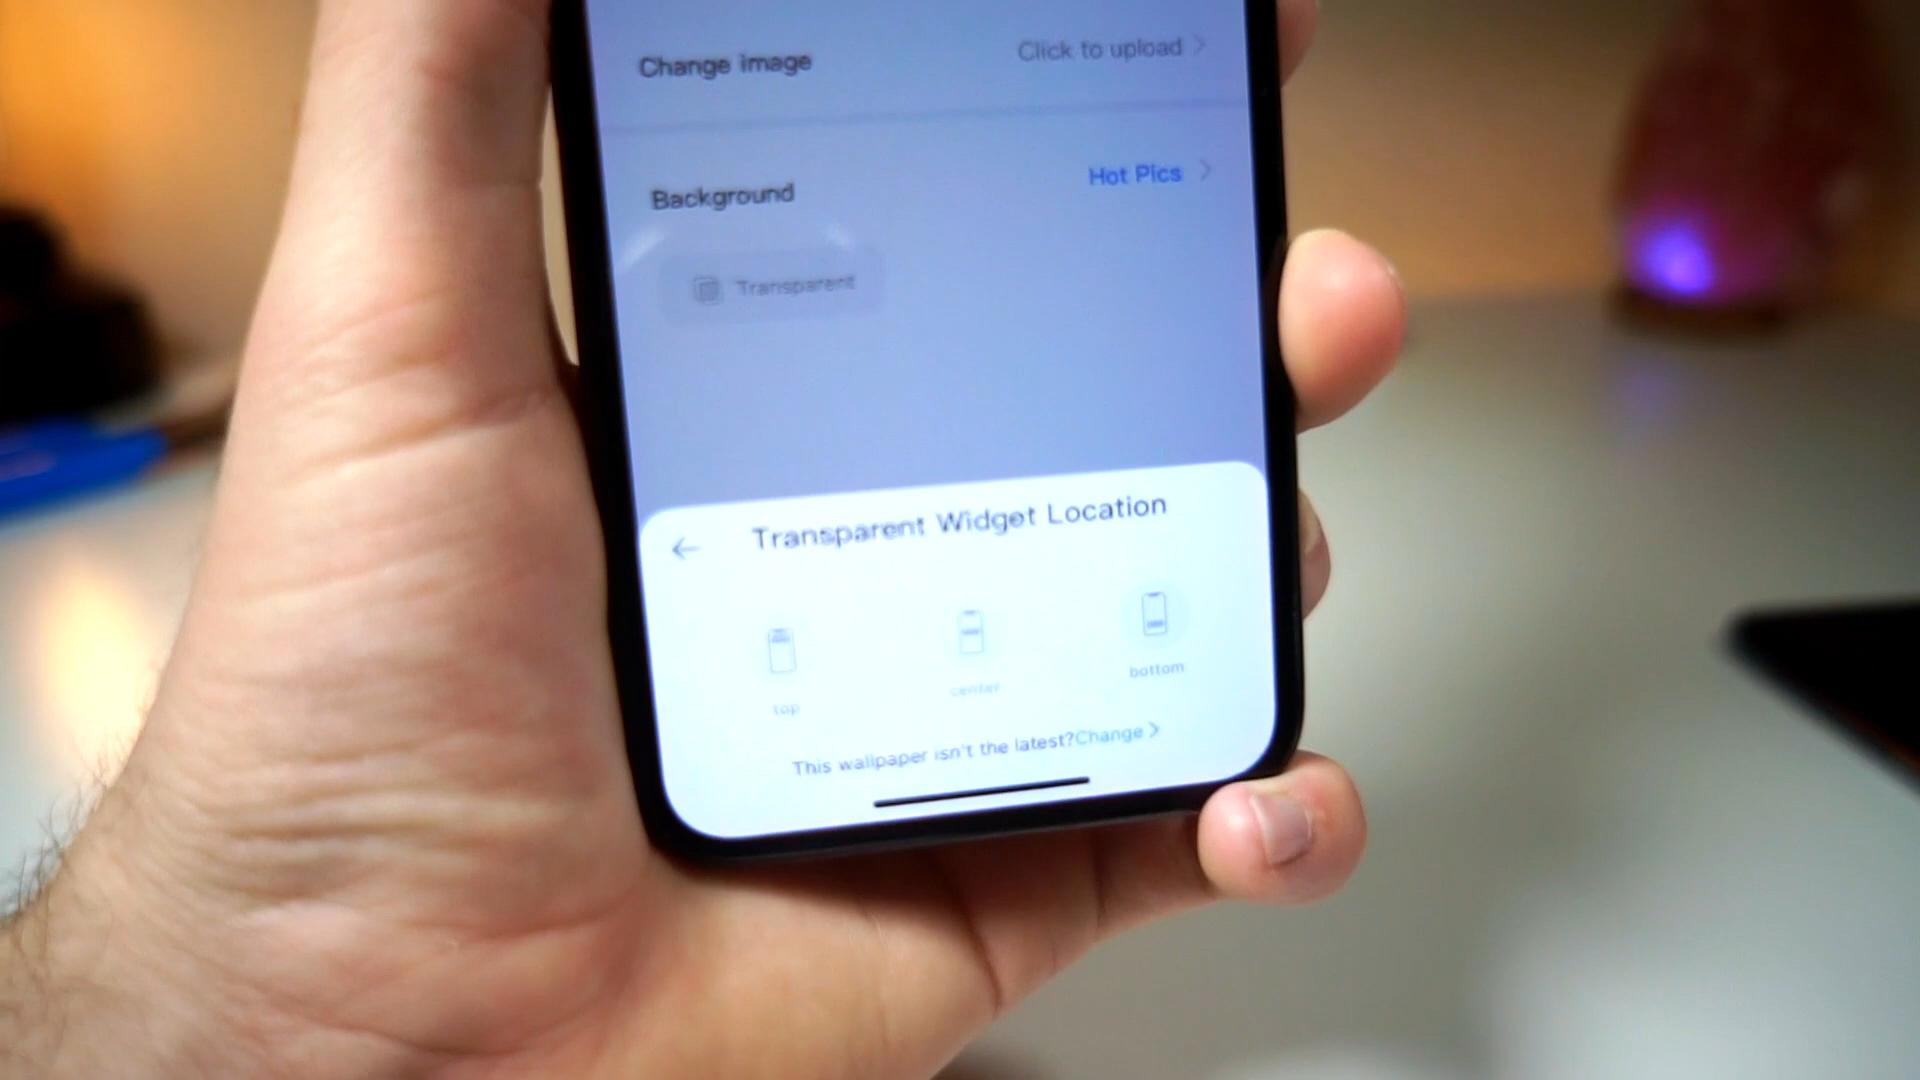 Change image
Click to upload
Background
Hot Pics
Transparent
Transparent Widget Location
top
center
bottom
This wallpaper isn't the latest?Change